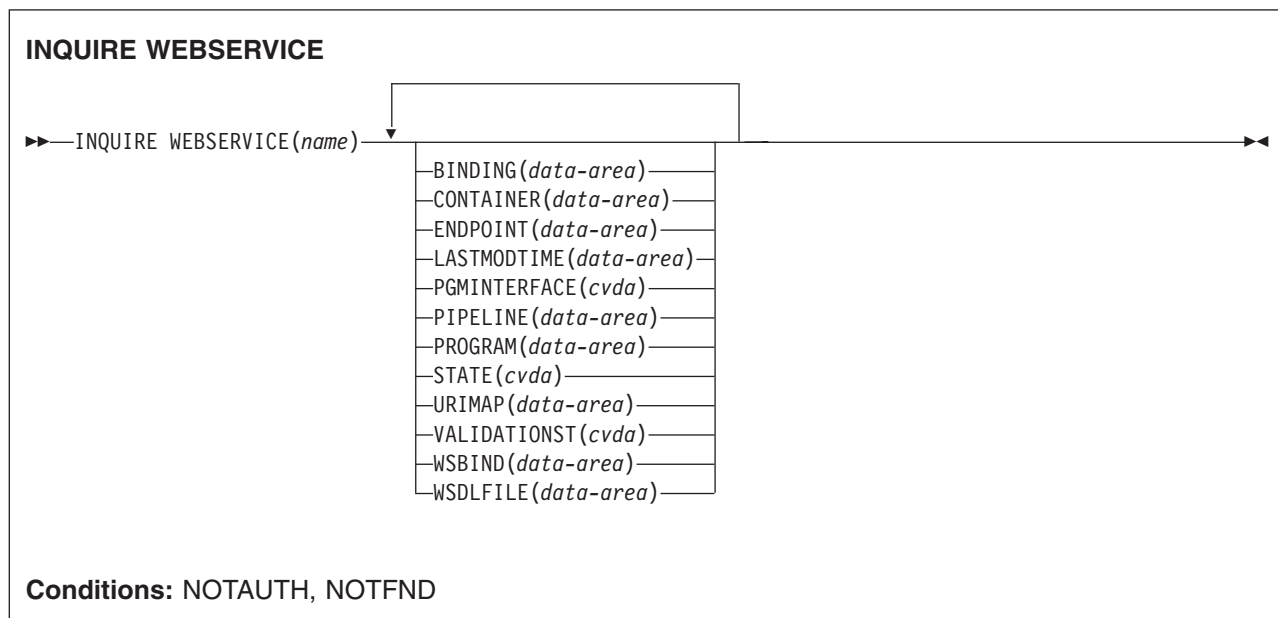 INQUIRE WEBSERVICE
INQUIRE WEBSERVICE(name)
BINDING(data-area)
CONTAINER(data-area)
ENDPOINT(data-area)
LASTMODTIME(data-area)
PGMINTERFACE(cvda)
PIPELINE(data-area)
PROGRAM(data-area)
STATE(cvda)
URIMAP(data-area)
VALIDATIONST(cvda)
WSBIND(data-area)
WSDLFILE(data-area)
Conditions: NOTAUTH, NOTFND